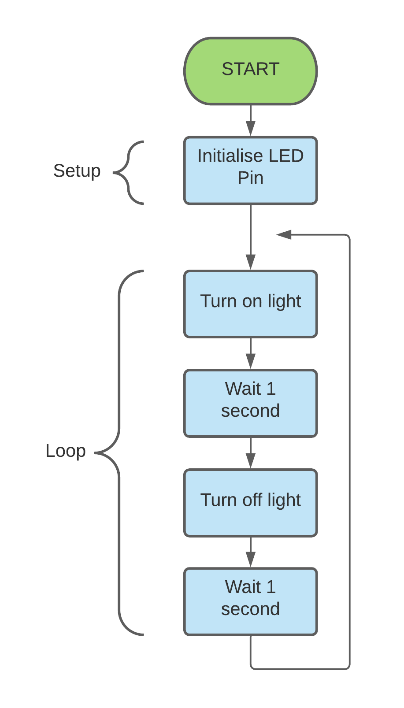 START
Setup
Initialise LED
Pin
Turn on light
Wait 1
second
Loop
Turn off light
Wait 1
second